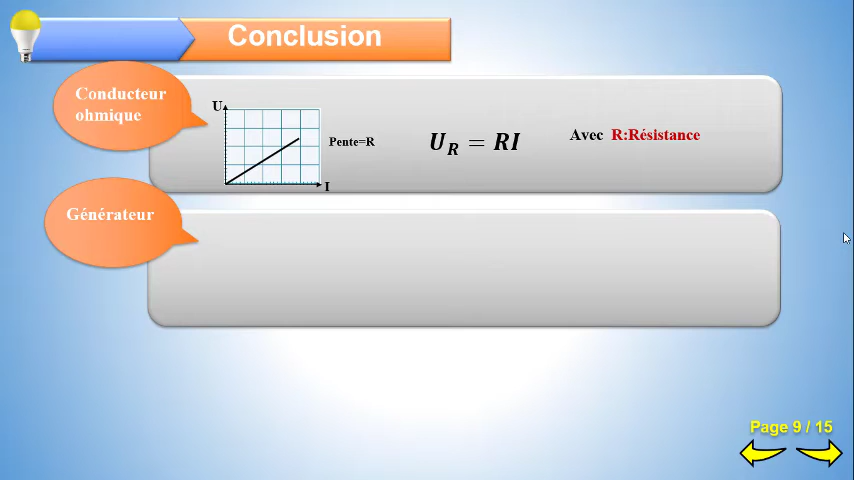 Conclusion
Conducteur
ohmique
U
Pente=R
I
U_R = RI
Avec R:Résistance
Générateur
Page 9 / 15